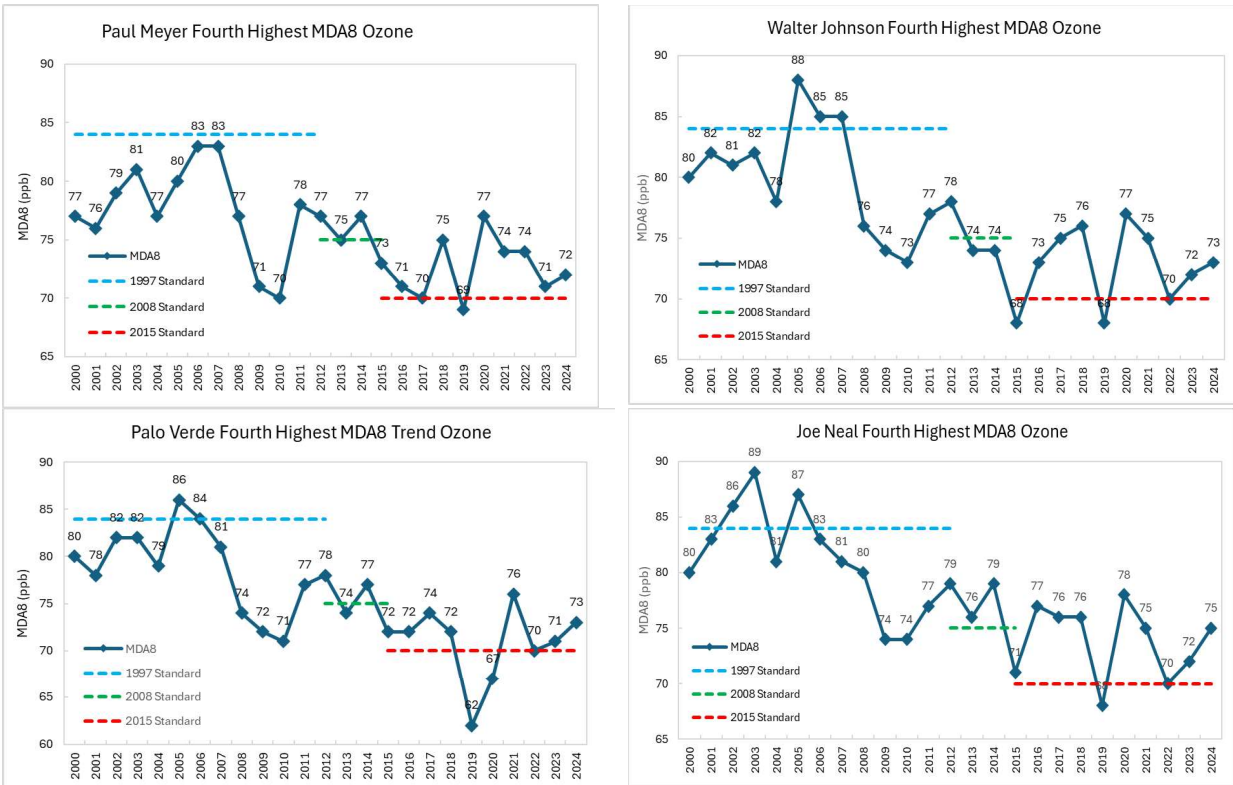 Paul Meyer Fourth Highest MDA8 Ozone
MDA8 (ppb)
90
85
80
75
70
65
77 76 79 81 77 80 83 83 77 71 70 78 77 75 77 73 71 70 75 69 77 74 74 71 72
MDA8
1997 Standard
2008 Standard
2015 Standard
2000 2001 2002 2003 2004 2005 2006 2007 2008 2009 2010 2011 2012 2013 2014 2015 2016 2017 2018 2019 2020 2021 2022 2023 2024
Walter Johnson Fourth Highest MDA8 Ozone
MDA8 (ppb)
90
85
80
75
70
65
80 82 81 82 78 88 85 85 76 74 73 77 78 74 74 68 73 75 76 68 77 75 70 72 73
MDA8
1997 Standard
2008 Standard
2015 Standard
2000 2001 2002 2003 2004 2005 2006 2007 2008 2009 2010 2011 2012 2013 2014 2015 2016 2017 2018 2019 2020 2021 2022 2023 2024
Palo Verde Fourth Highest MDA8 Trend Ozone
MDA8 (ppb)
90
85
80
75
70
65
60
80 78 82 82 79 86 84 81 74 72 71 77 78 74 77 72 72 74 72 62 67 76 70 71 73
MDA8
1997 Standard
2008 Standard
2015 Standard
2000 2001 2002 2003 2004 2005 2006 2007 2008 2009 2010 2011 2012 2013 2014 2015 2016 2017 2018 2019 2020 2021 2022 2023 2024
Joe Neal Fourth Highest MDA8 Ozone
MDA8 (ppb)
90
85
80
75
70
65
80 83 86 89 81 87 83 81 80 74 74 77 79 76 79 71 77 76 76 68 78 75 70 72 75
MDA8
1997 Standard
2008 Standard
2015 Standard
2000 2001 2002 2003 2004 2005 2006 2007 2008 2009 2010 2011 2012 2013 2014 2015 2016 2017 2018 2019 2020 2021 2022 2023 2024